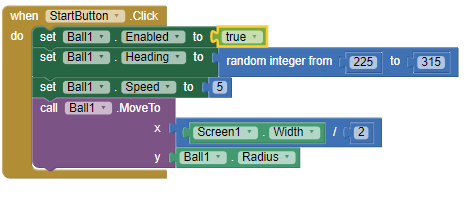 when StartButton .Click
do set Ball1 . Enabled to true
set Ball1 . Heading to random integer from 225 to 315
set Ball1 . Speed to 5
call Ball1 .MoveTo
x Screen1 . Width / 2
y Ball1 . Radius